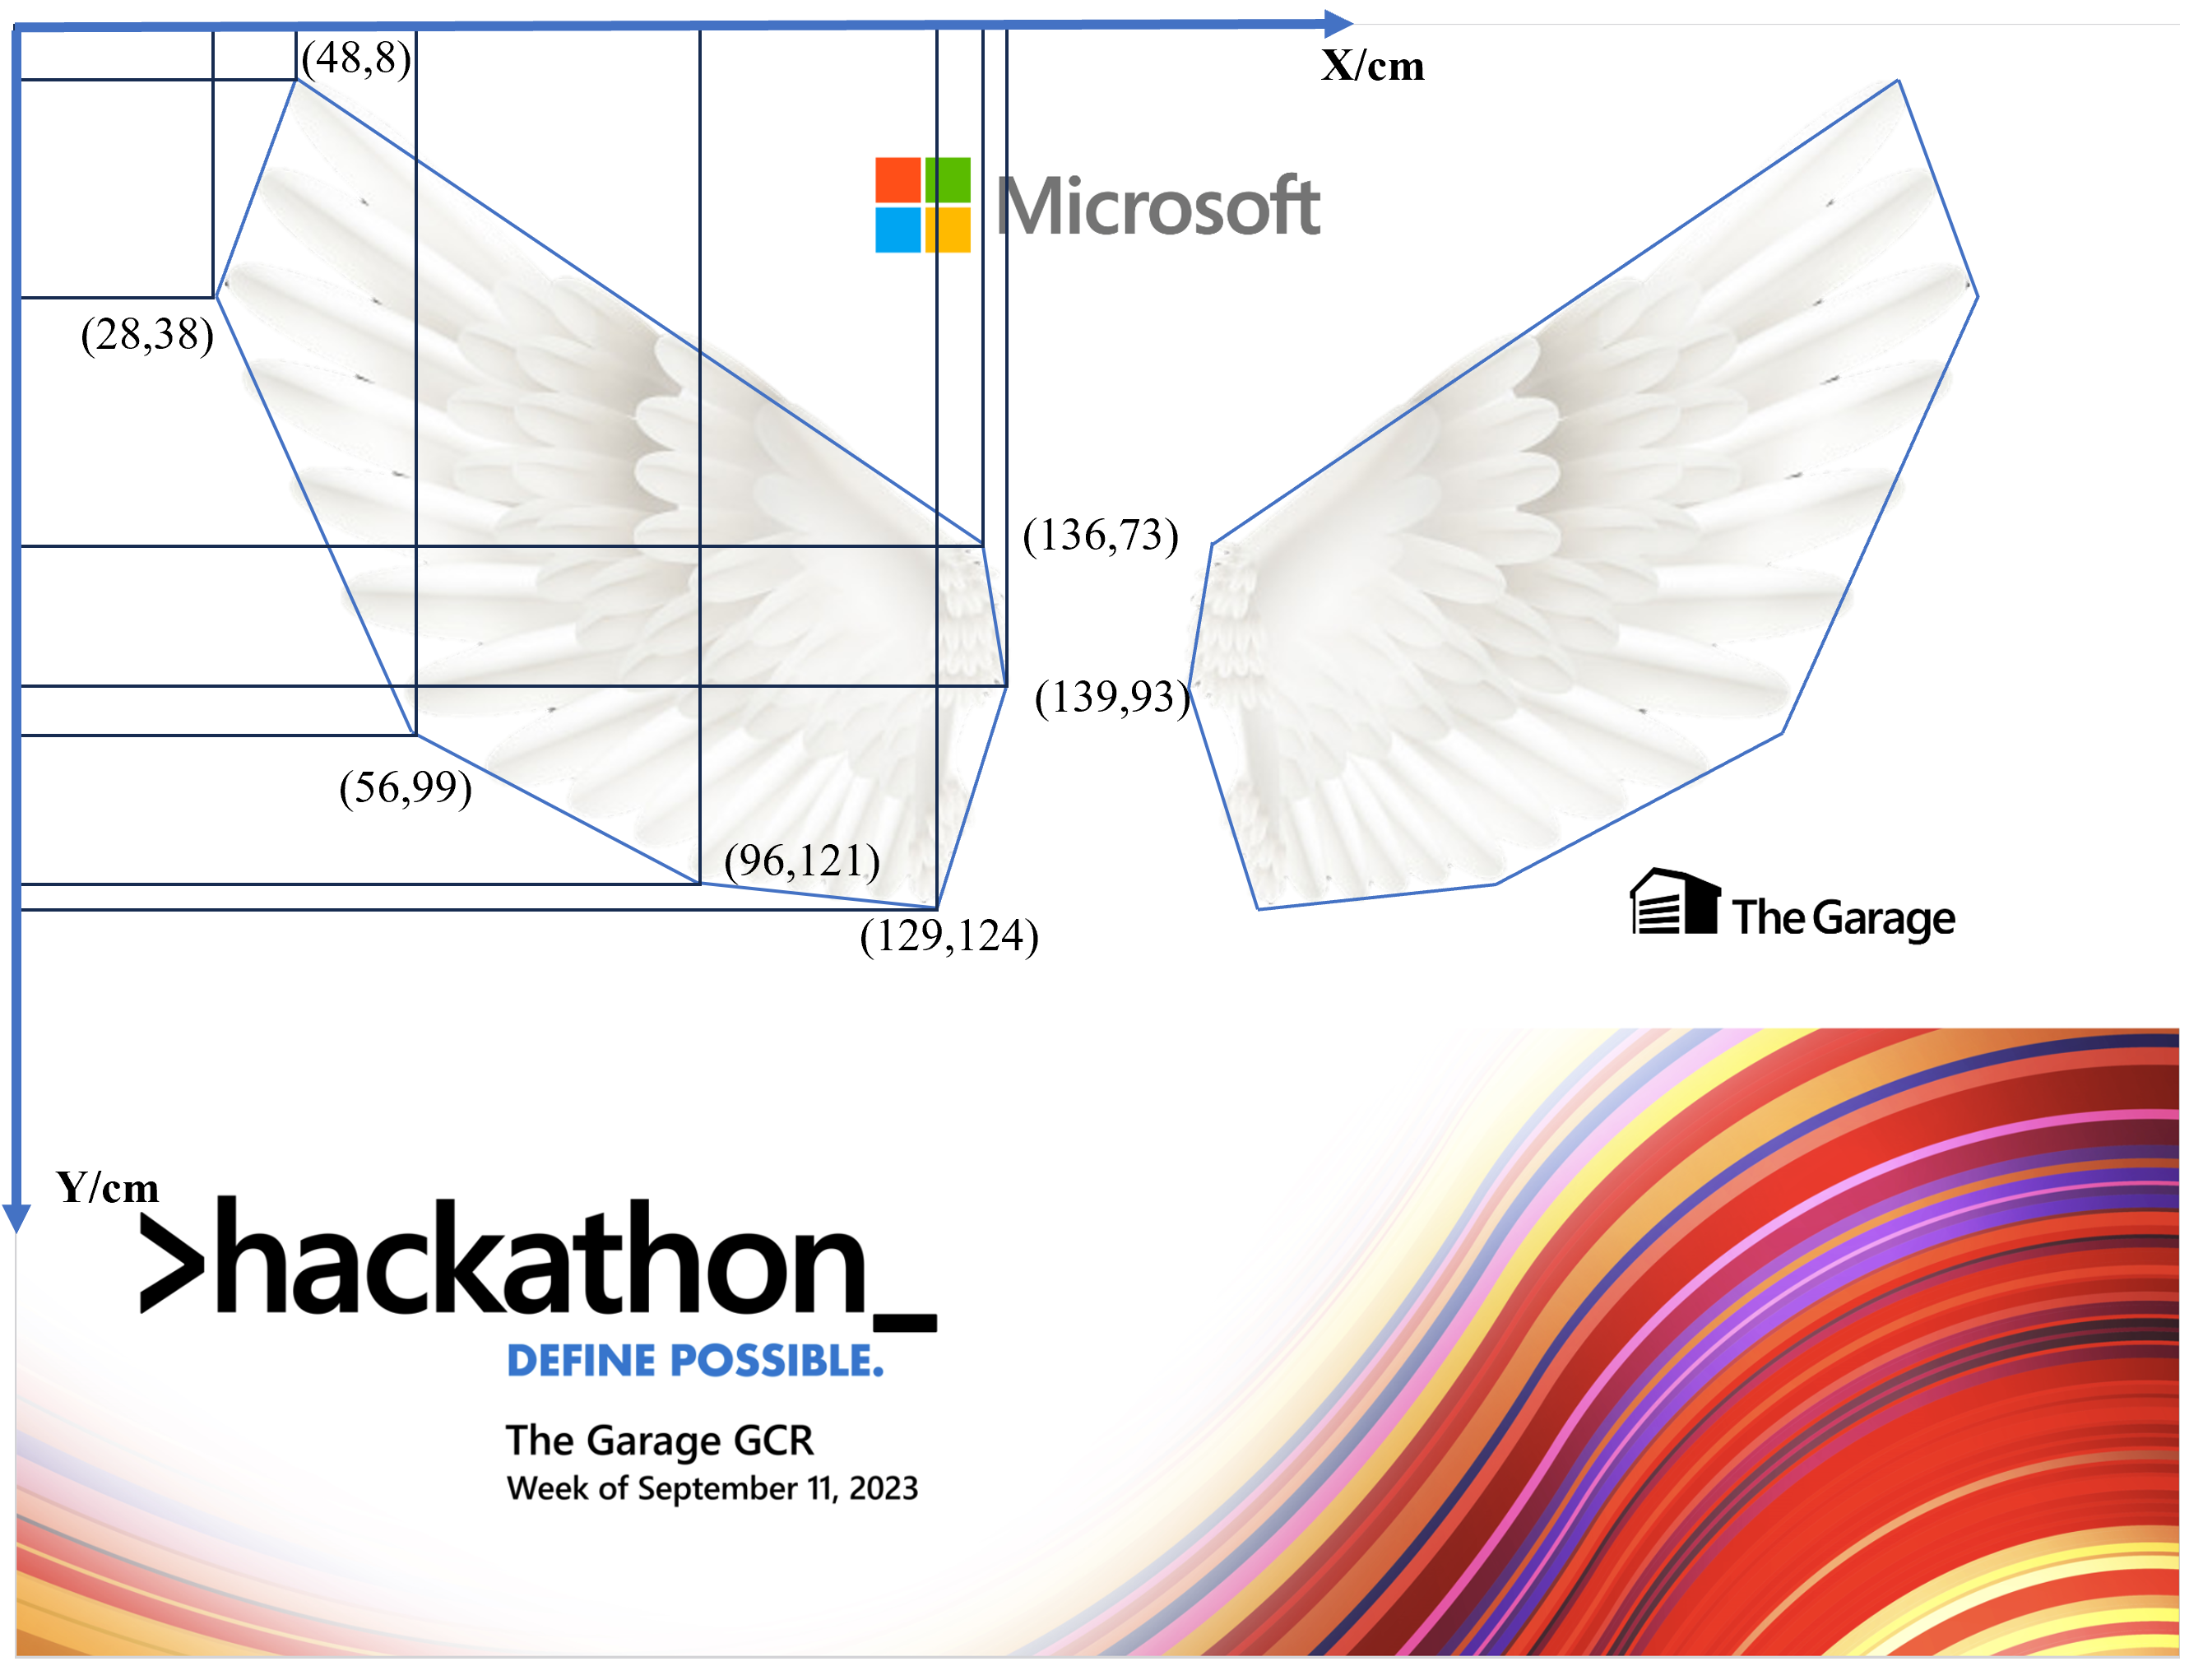 (48,8)
X/cm
Microsoft
(28,38)
(136,73)
(139,93)
(56,99)
(96,121)
(129,124)
The Garage
Y/cm
>hackathon_
DEFINE POSSIBLE.
The Garage GCR
Week of September 11, 2023